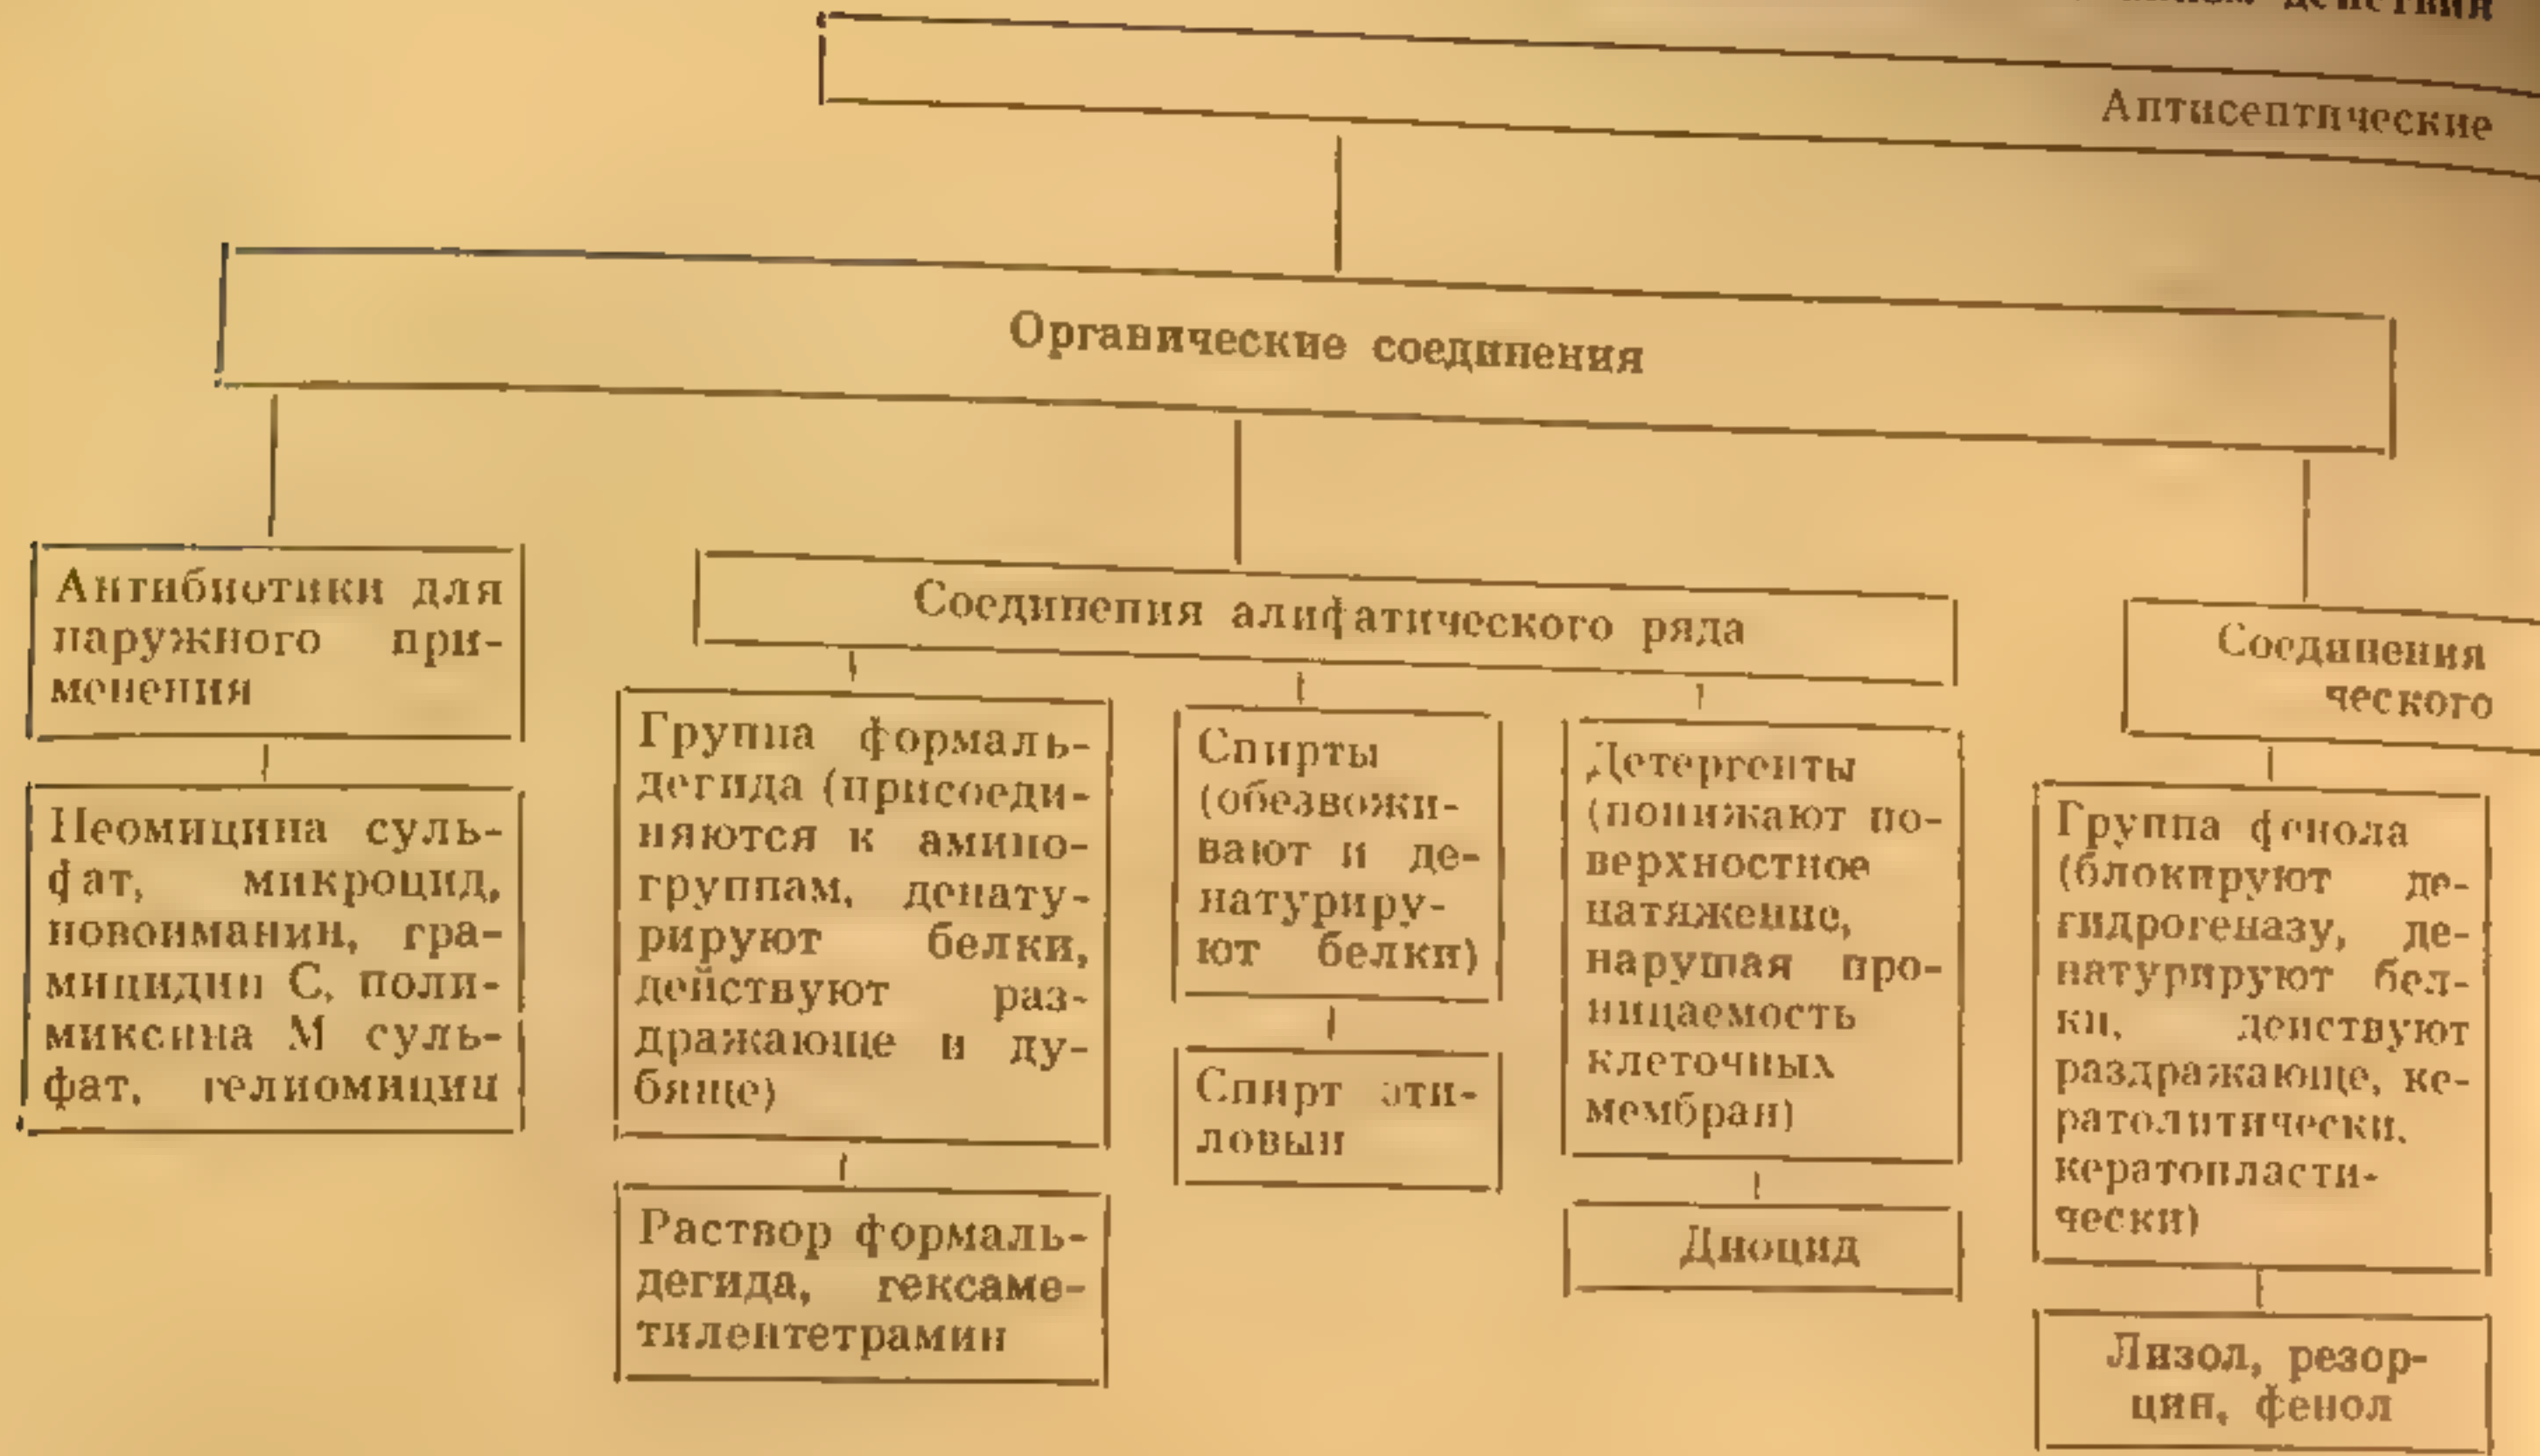 действия
Антисептические
Органические соединения
Антибиотики для
наружного при-
менения
Неомицина суль-
фат, микроцид,
новоиманин, гра-
мицидин С, поли-
миксина М суль-
фат, гелиомицин
Соединения алифатического ряда
Группа формаль-
дегида (присоеди-
няются к амино-
группам, денату-
рируют белки,
действуют раз-
дражающе и ду-
бяще)
Раствор формаль-
дегида, гексаме-
тилентетрамин
Спирты
(обезвожи-
вают и де-
натуриру-
ют белки)
Спирт эти-
ловый
Детергенты
(понижают по-
верхностное
натяжение,
нарушая про-
ницаемость
клеточных
мембран)
Диоцид
Соединения
ческого
Группа фенола
(блокируют де-
гидрогеназу, де-
натурируют бел-
ки, действуют
раздражающе, ке-
ратолитически,
кератопласти-
чески)
Лизол, резор-
цин, фенол